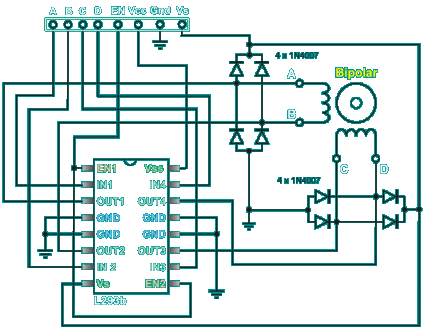 A B C D EN Vcc Gnd Vs
4 x 1N4007
A
Bipolar
B
EN1 Vcc
IN1 IN4
OUT1 OUT4
GND GND
GND GND
OUT2 OUT3
IN 2 IN3
Vs EN2
L293b
4 x 1N4007
C D